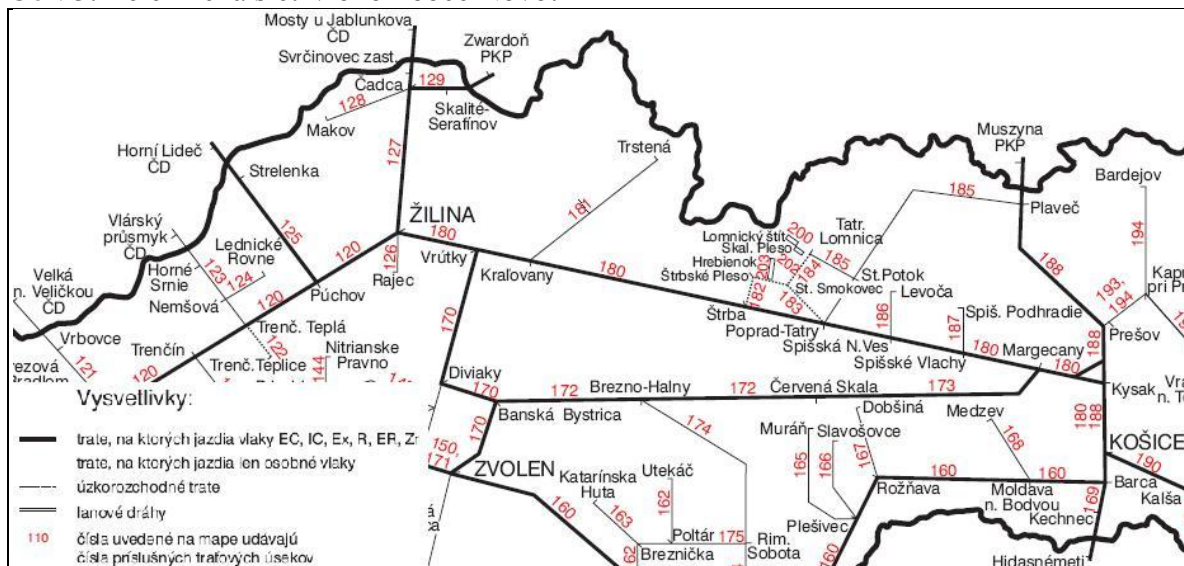 Mosty u Jablunkova
ČD
Svrčinovec zast.
Zwardoň
PKP
Čadca
129
128
Makov
Skalité-
Serafínov
Horní Lideč
ČD
Strelenka
127
Trstená
181
Muszyna
PKP
Bardejov
185
Plaveč
194
Vlárský
průsmyk
ČD
125
120
ŽILINA
180
Lednické
Rovne
126
Rajec
Vrútky
Kraľovany
180
Lomnický štít
200
Tatr.
Lomnica
Skal. Pleso
Hrebienok
Štrbské Pleso
203
202
184
185
St.Potok
St. Smokovec
188
Horné
Srnie
123
124
Nemšová
120
Púchov
182
183
Levoča
186
193,
194
Velká
n. Veličkou
ČD
Štrba
Poprad-Tatry
Spiš. Podhradie
187
Prešov
Vrbovce
Trenč. Teplá
122
Trenčín
Trenč.Teplice
144
Nitrianske
Pravno
170
Spišská N.Ves
Spišské Vlachy
180
Margecany
180
188
121
120
Diviaky
170
172
Brezno-Halny
172
Červená Skala
173
Kysak
Vysvetlivky:
Banská Bystrica
174
Dobšiná
Medzev
180
188
trate, na ktorých jazdia vlaky EC, IC, Ex, R, ER, Zr
170
Muráň
Slavošovce
168
KOŠICE
trate, na ktorých jazdia len osobné vlaky
150,
171
ZVOLEN
Katarínska
Huta
Utekáč
165
166
167
160
160
190
úzkorozchodné trate
Rožňava
Moldava
n. Bodvou
Barca
Kalša
lanové dráhy
160
163
162
Plešivec
169
Kechnec
110
čísla uvedené na mape udávajú
čísla príslušných traťových úsekov
Poltár
175
Rim.
Sobota
Breznička
160
Hidasnémeti